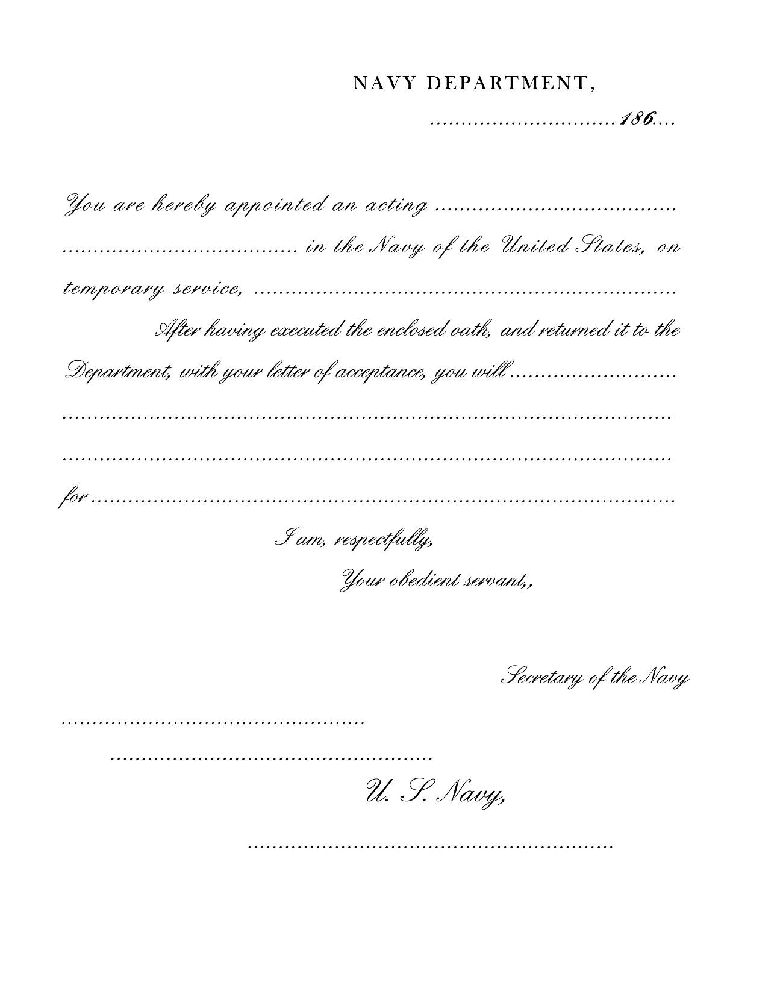 NAVY DEPARTMENT,
.............................. 186....
You are hereby appointed an acting .......................................
...................................... in the Navy of the United States, on
temporary service, ....................................................................
After having executed the enclosed oath, and returned it to the
Department, with your letter of acceptance, you will ...........................
..................................................................................................
..................................................................................................
for ..............................................................................................
I am, respectfully,
Your obedient servant,,
Secretary of the Navy
.................................................
....................................................
U. S. Navy,
...........................................................